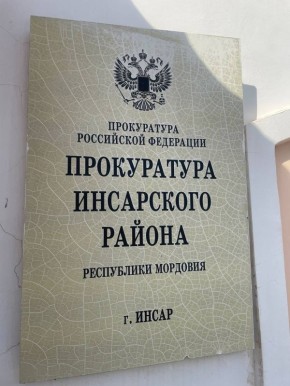 ПРОКУРАТУРА
РОССИЙСКОЙ ФЕДЕРАЦИИ
ПРОКУРАТУРА
ИНСАРСКОГО
РАЙОНА
РЕСПУБЛИКИ МОРДОВИЯ
г. ИНСАР